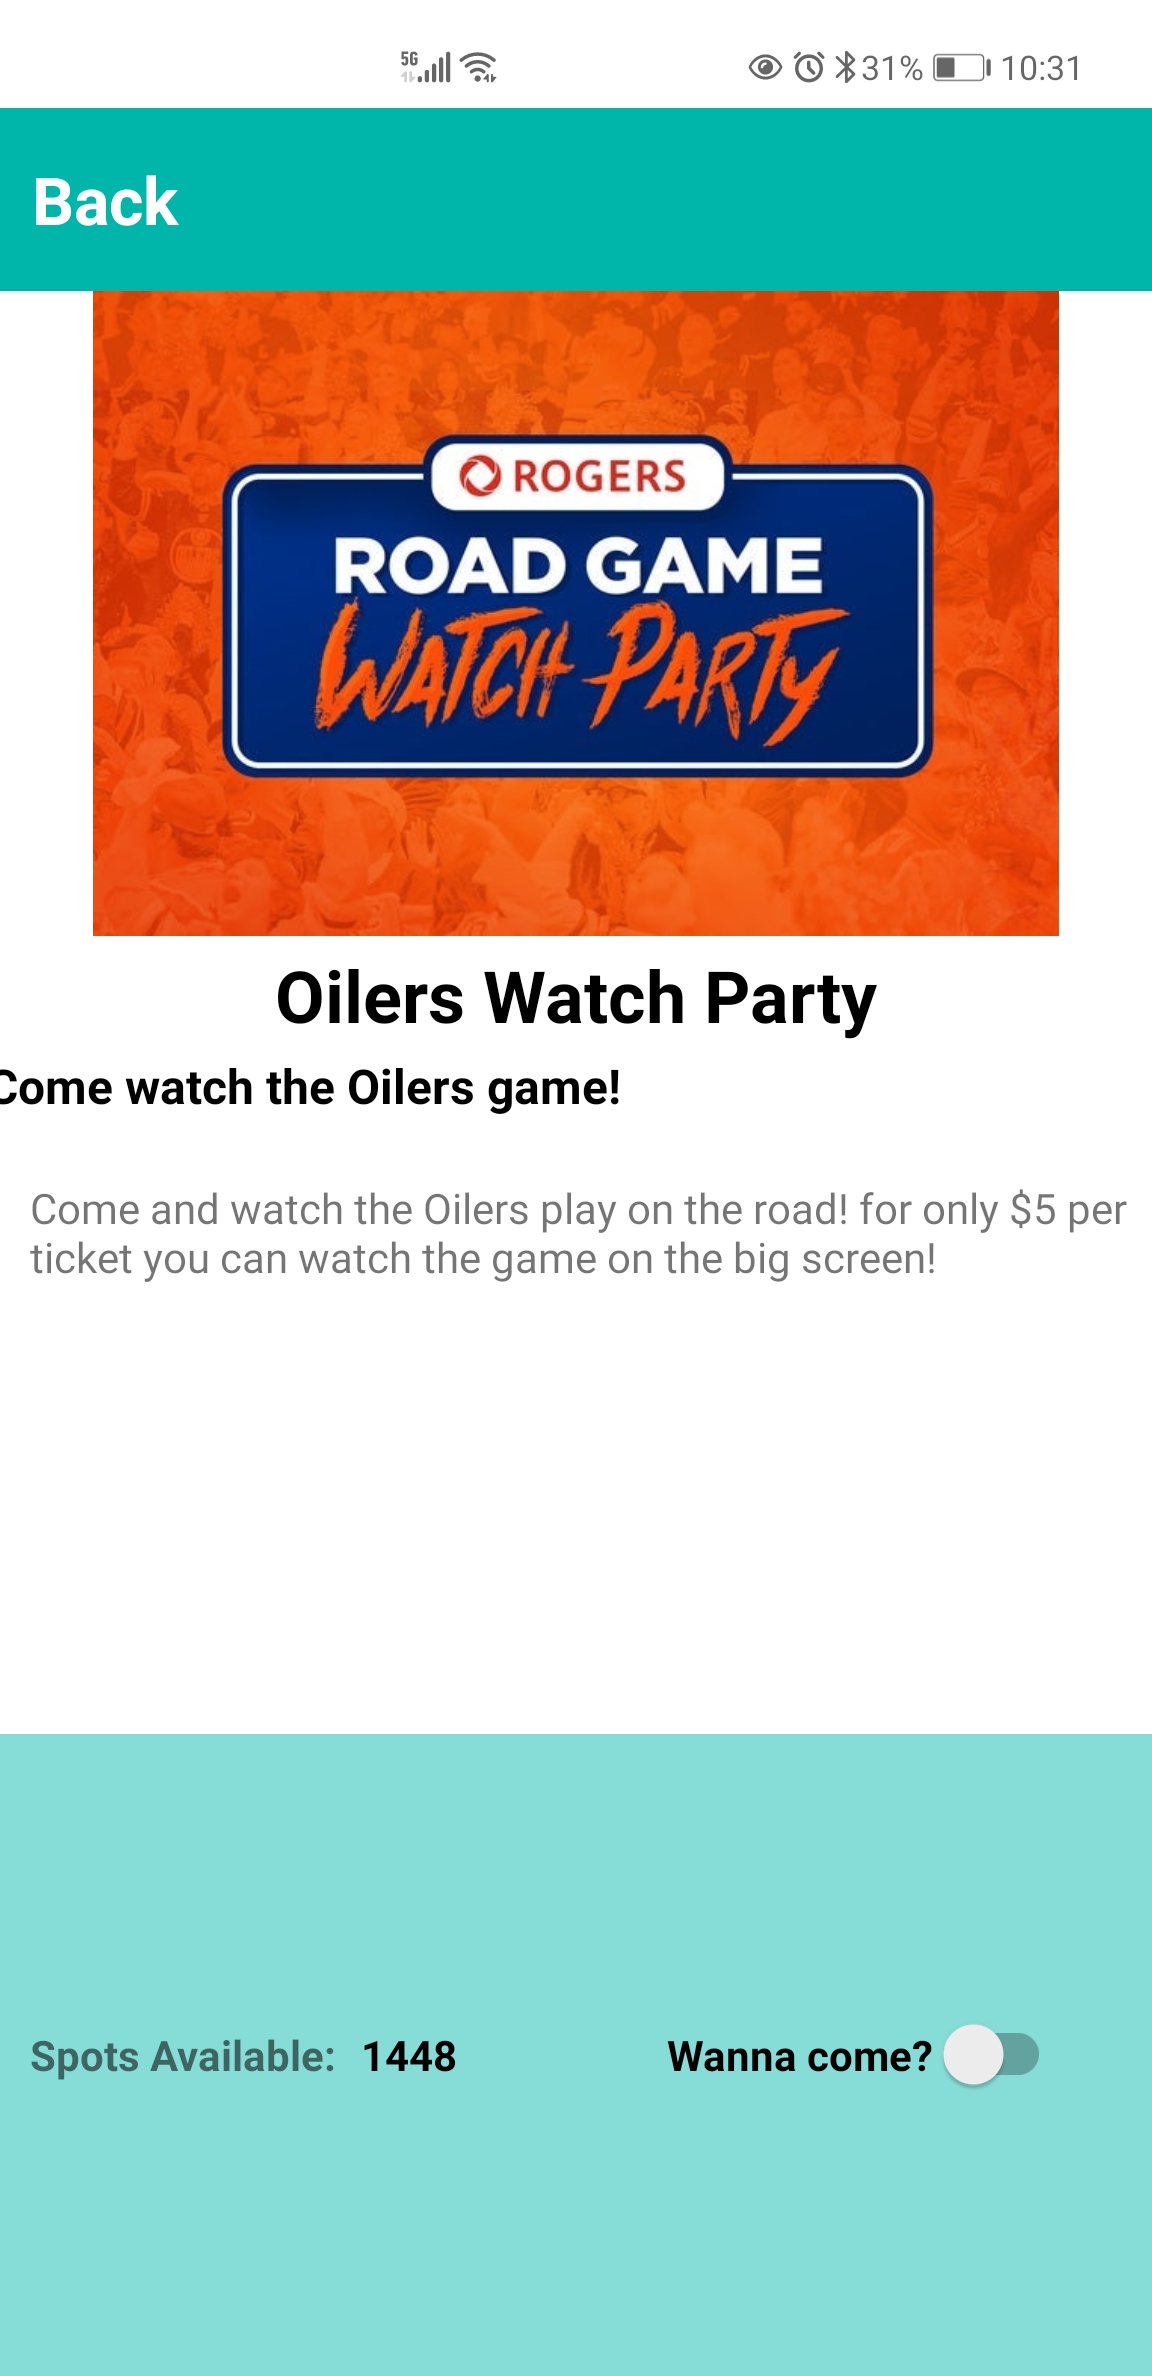 5G 31% 10:31
Back
ROGERS
ROAD GAME
WATCH PARTY
Oilers Watch Party
Come watch the Oilers game!
Come and watch the Oilers play on the road! for only $5 per
ticket you can watch the game on the big screen!
Spots Available: 1448 Wanna come?